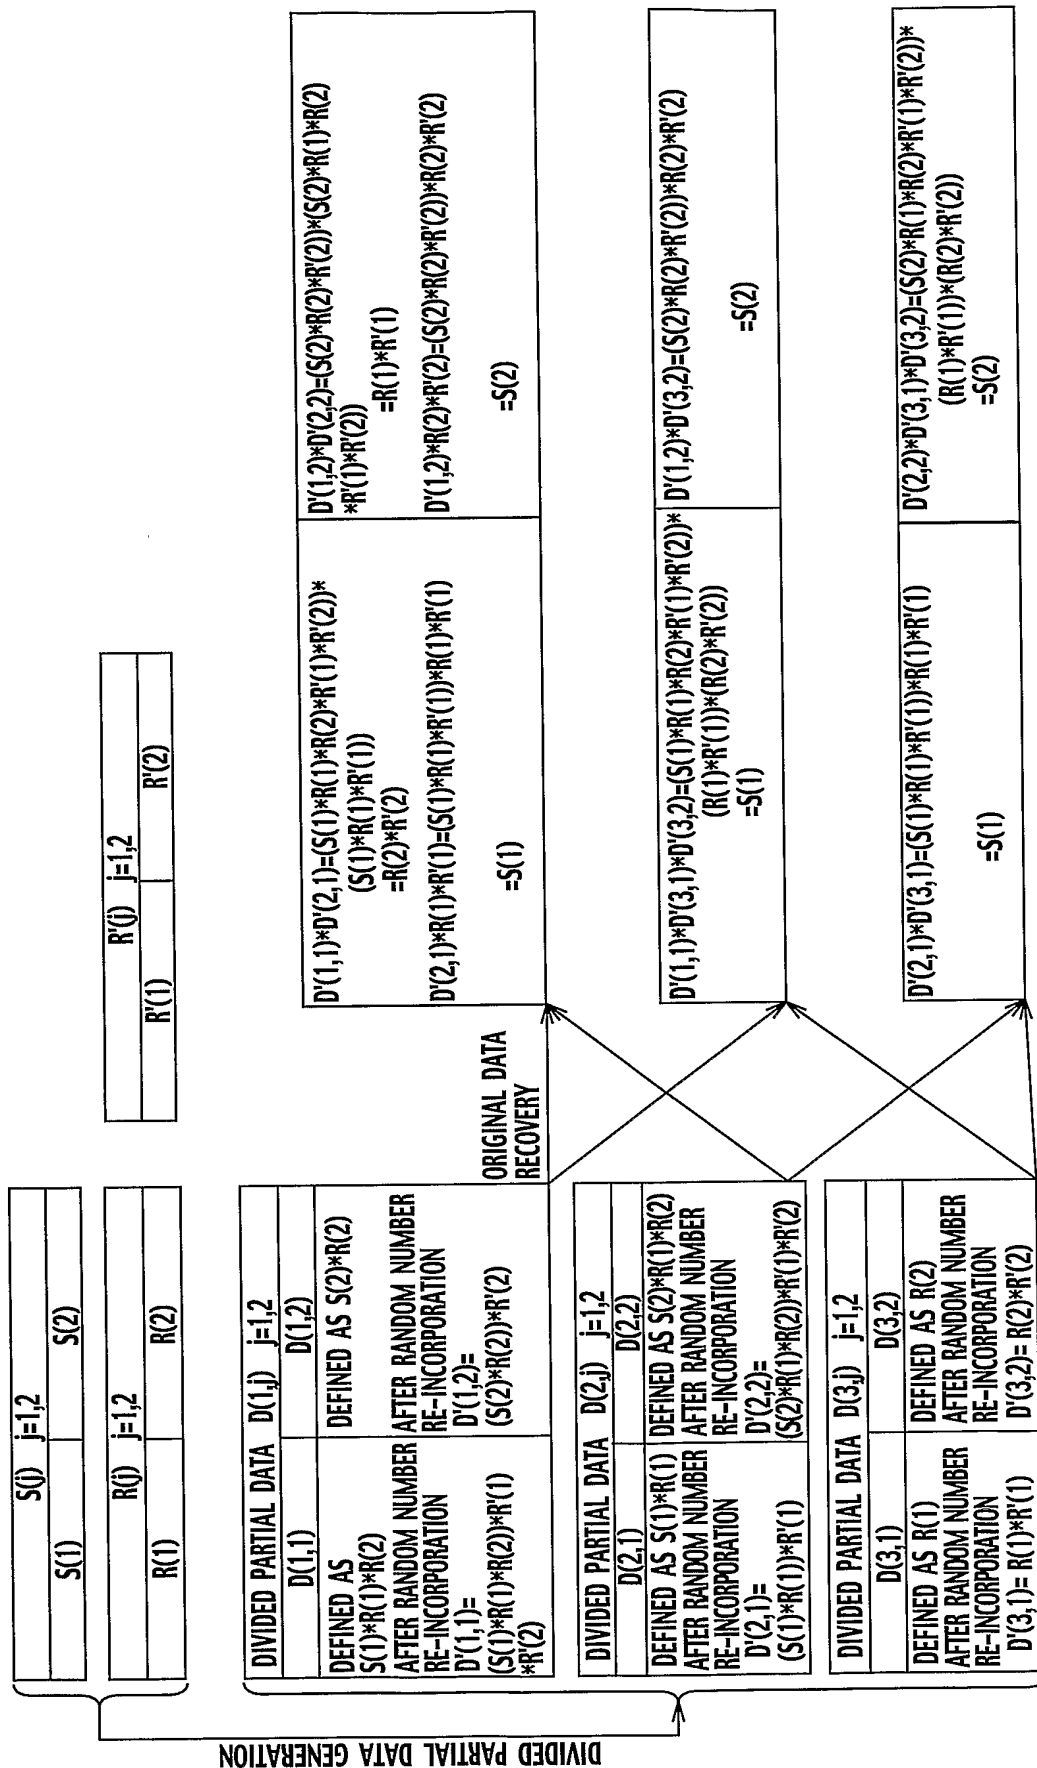 S(j)   j=1,2
S(1)   S(2)
R(j)   j=1,2
R(1)   R(2)
R'(j)   j=1,2
R'(1)   R'(2)
DIVIDED PARTIAL DATA GENERATION
DIVIDED PARTIAL DATA   D(1,j)   j=1,2
D(1,1)   D(1,2)
DEFINED AS
S(1)*R(1)*R(2)
AFTER RANDOM NUMBER
RE-INCORPORATION
D'(1,1)=
(S(1)*R(1)*R(2))*R'(1)
*R'(2)
DEFINED AS S(2)*R(2)
AFTER RANDOM NUMBER
RE-INCORPORATION
D'(1,2)=
(S(2)*R(2))*R'(2)
DIVIDED PARTIAL DATA   D(2,j)   j=1,2
D(2,1)   D(2,2)
DEFINED AS S(1)*R(1)
AFTER RANDOM NUMBER
RE-INCORPORATION
D'(2,1)=
(S(1)*R(1))*R'(1)
DEFINED AS S(2)*R(1)*R(2)
AFTER RANDOM NUMBER
RE-INCORPORATION
D'(2,2)=
(S(2)*R(1)*R(2))*R'(1)*R'(2)
DIVIDED PARTIAL DATA   D(3,j)   j=1,2
D(3,1)   D(3,2)
DEFINED AS R(1)
AFTER RANDOM NUMBER
RE-INCORPORATION
D'(3,1)= R(1)*R'(1)
DEFINED AS R(2)
AFTER RANDOM NUMBER
RE-INCORPORATION
D'(3,2)= R(2)*R'(2)
ORIGINAL DATA
RECOVERY
D'(1,1)*D'(2,1)=(S(1)*R(1)*R(2)*R'(1)*R'(2))*
(S(1)*R(1)*R'(1))
=R(2)*R'(2)
D'(2,1)*R(1)*R'(1)=(S(1)*R(1)*R'(1))*R(1)*R'(1)
=S(1)
D'(1,2)*D'(2,2)=(S(2)*R(2)*R'(2))*(S(2)*R(1)*R(2)
*R'(1)*R'(2))
=R(1)*R'(1)
D'(1,2)*R(2)*R'(2)=(S(2)*R(2)*R'(2))*R(2)*R'(2)
=S(2)
D'(1,1)*D'(3,1)*D'(3,2)=(S(1)*R(1)*R(2)*R'(1)*R'(2))*
(R(1)*R'(1))*(R(2)*R'(2))
=S(1)
D'(1,2)*D'(3,2)=(S(2)*R(2)*R'(2))*R(2)*R'(2)
=S(2)
D'(2,1)*D'(3,1)=(S(1)*R(1)*R'(1))*R(1)*R'(1)
=S(1)
D'(2,2)*D'(3,1)*D'(3,2)=(S(2)*R(1)*R(2)*R'(1)*R'(2))*
(R(1)*R'(1))*(R(2)*R'(2))
=S(2)